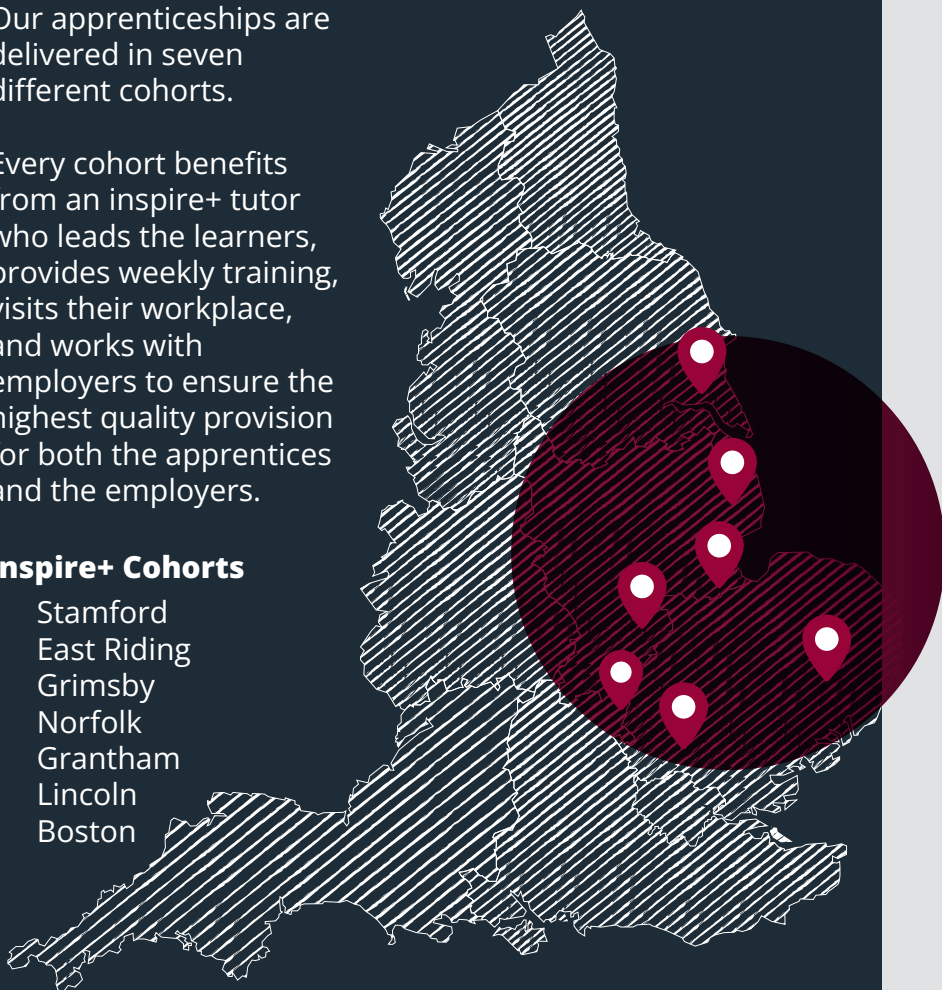 Our apprenticeships are
delivered in seven
different cohorts.
Every cohort benefits
from an inspire+ tutor
who leads the learners,
provides weekly training,
visits their workplace,
and works with
employers to ensure the
highest quality provision
for both the apprentices
and the employers.
inspire+ Cohorts
Stamford
East Riding
Grimsby
Norfolk
Grantham
Lincoln
Boston